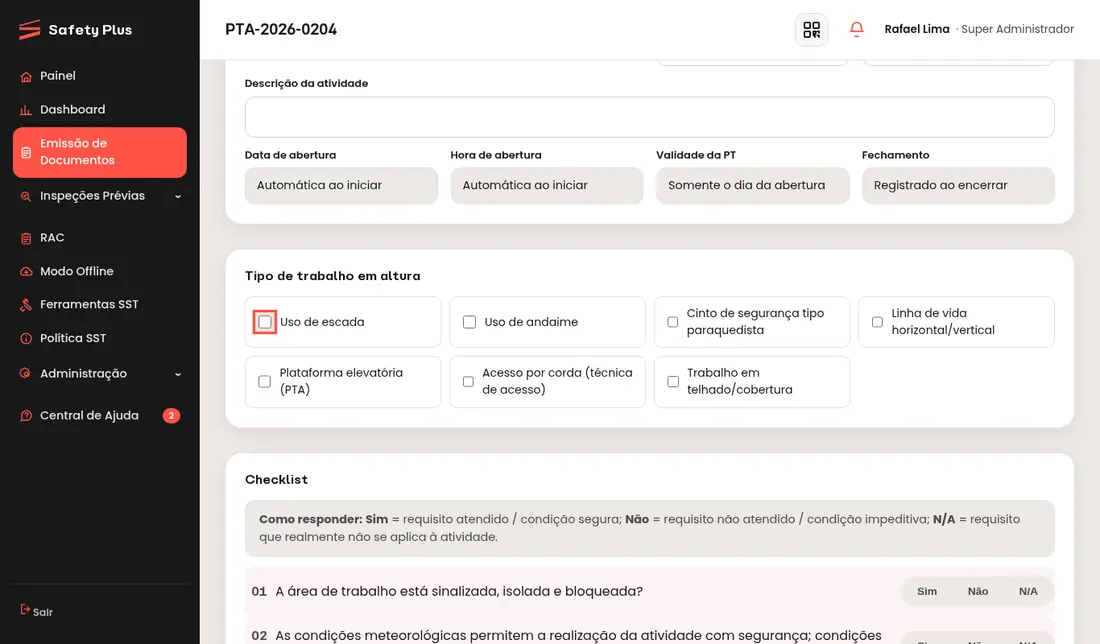 Safety Plus
PTA-2026-0204
Rafael Lima · Super Administrador
Painel
Dashboard
Emissão de
Documentos
Inspeções Prévias
RAC
Modo Offline
Ferramentas SST
Política SST
Administração
Central de Ajuda 2
Sair
Descrição da atividade
Data de abertura
Hora de abertura
Validade da PT
Fechamento
Automática ao iniciar
Automática ao iniciar
Somente o dia da abertura
Registrado ao encerrar
Tipo de trabalho em altura
Uso de escada
Uso de andaime
Cinto de segurança tipo
paraquedista
Linha de vida
horizontal/vertical
Plataforma elevatória
(PTA)
Acesso por corda (técnica
de acesso)
Trabalho em
telhado/cobertura
Checklist
Como responder: Sim = requisito atendido / condição segura; Não = requisito não atendido / condição impeditiva; N/A = requisito
que realmente não se aplica à atividade.
01 A área de trabalho está sinalizada, isolada e bloqueada?
Sim Não N/A
02 As condições meteorológicas permitem a realização da atividade com segurança; condições